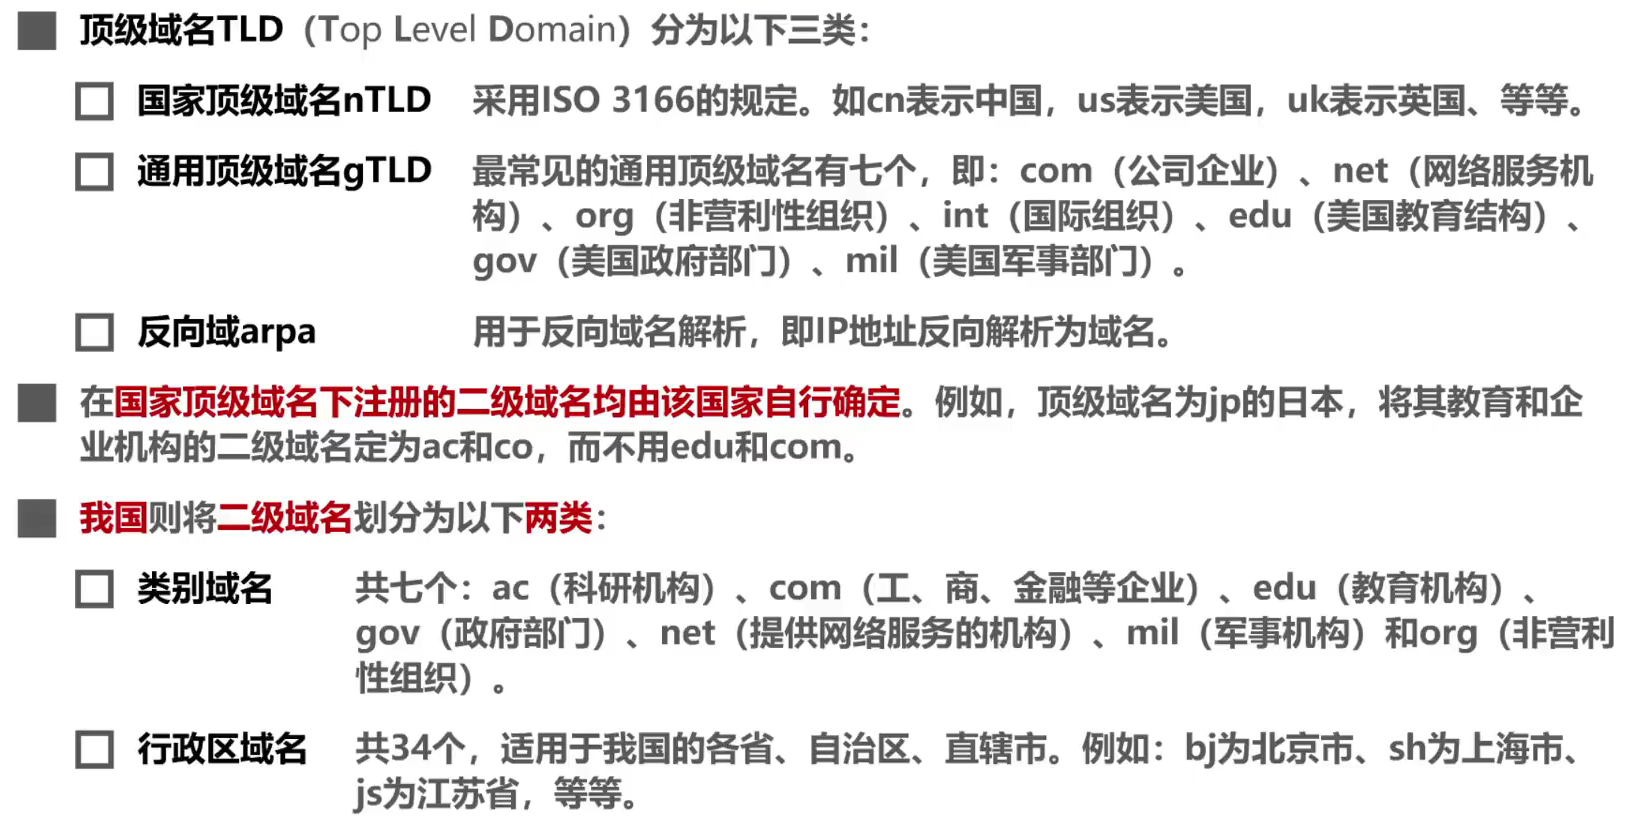 顶级域名TLD（Top Level Domain）分为以下三类：
国家顶级域名nTLD 采用ISO 3166的规定。如cn表示中国，us表示美国，uk表示英国、等等。
通用顶级域名gTLD 最常见的通用顶级域名有七个，即：com（公司企业）、net（网络服务机
构）、org（非营利性组织）、int（国际组织）、edu（美国教育结构）、
gov（美国政府部门）、mil（美国军事部门）。
反向域arpa 用于反向域名解析，即IP地址反向解析为域名。
在国家顶级域名下注册的二级域名均由该国家自行确定。例如，顶级域名为jp的日本，将其教育和企
业机构的二级域名定为ac和co，而不用edu和com。
我国则将二级域名划分为以下两类：
类别域名 共七个：ac（科研机构）、com（工、商、金融等企业）、edu（教育机构）、
gov（政府部门）、net（提供网络服务的机构）、mil（军事机构）和org（非营利
性组织）。
行政区域名 共34个，适用于我国的各省、自治区、直辖市。例如：bj为北京市、sh为上海市、
js为江苏省，等等。